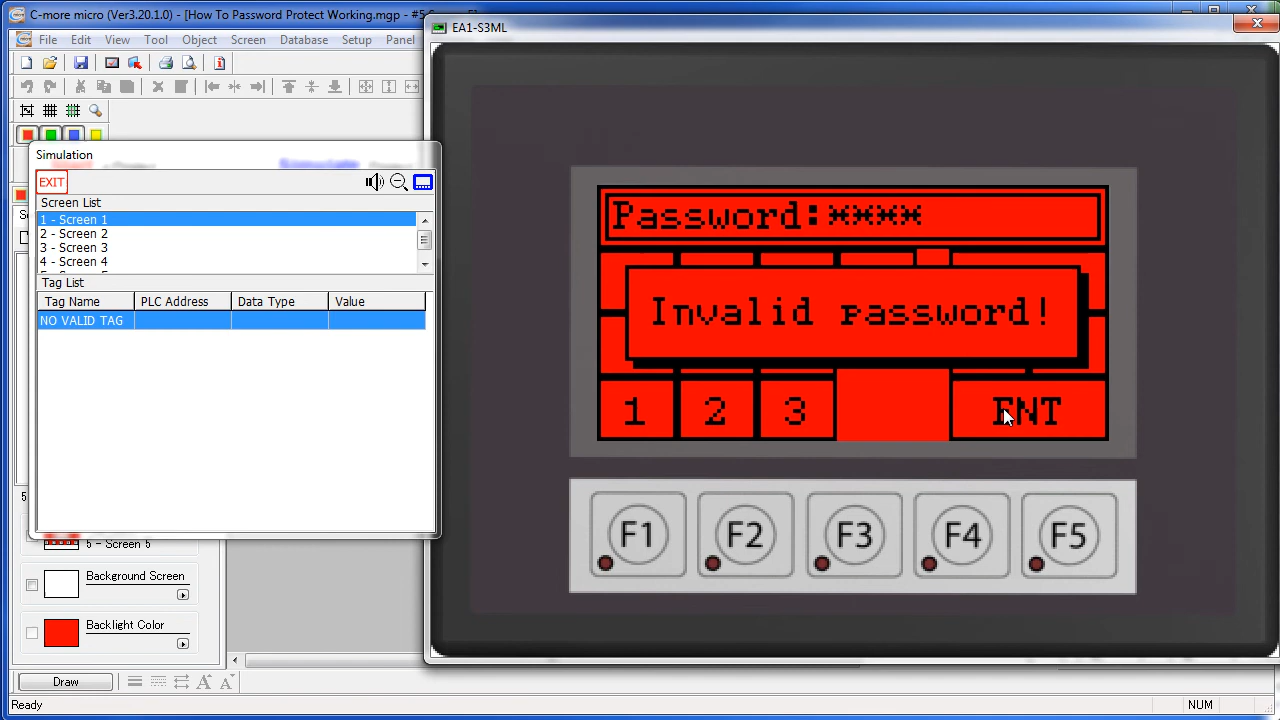 C-more micro (Ver3.20.1.0) - [How To Password Protect Working.mgp - #5
File Edit View Tool Object Screen Database Setup Panel
EA1-S3ML
Simulation
EXIT
Screen List
1 - Screen 1
2 - Screen 2
3 - Screen 3
4 - Screen 4
Tag List
Tag Name PLC Address Data Type Value
NO VALID TAG
Password:****
Invalid password!
1 2 3 ENT
F1 F2 F3 F4 F5
5 - Screen 5
Background Screen
Backlight Color
Draw
Ready NUM